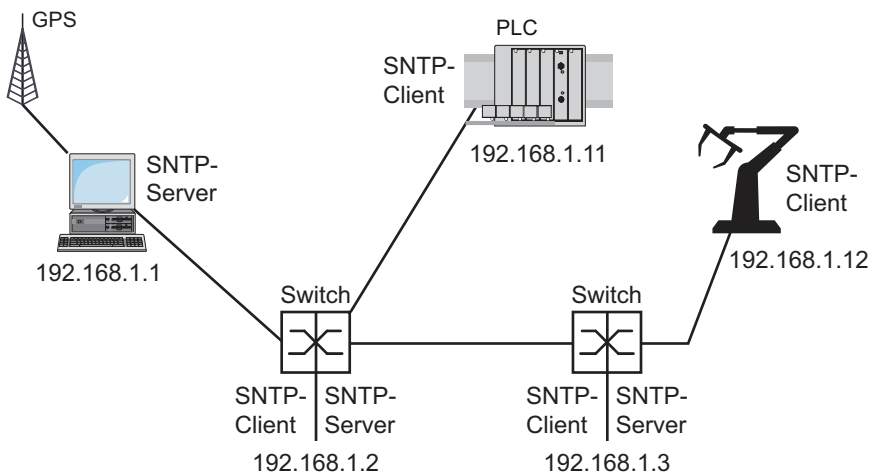 GPS
PLC
SNTP-
Client
192.168.1.11
SNTP-
Server
192.168.1.1
SNTP-
Client
192.168.1.12
Switch
SNTP-
Client
SNTP-
Server
192.168.1.2
Switch
SNTP-
Client
SNTP-
Server
192.168.1.3